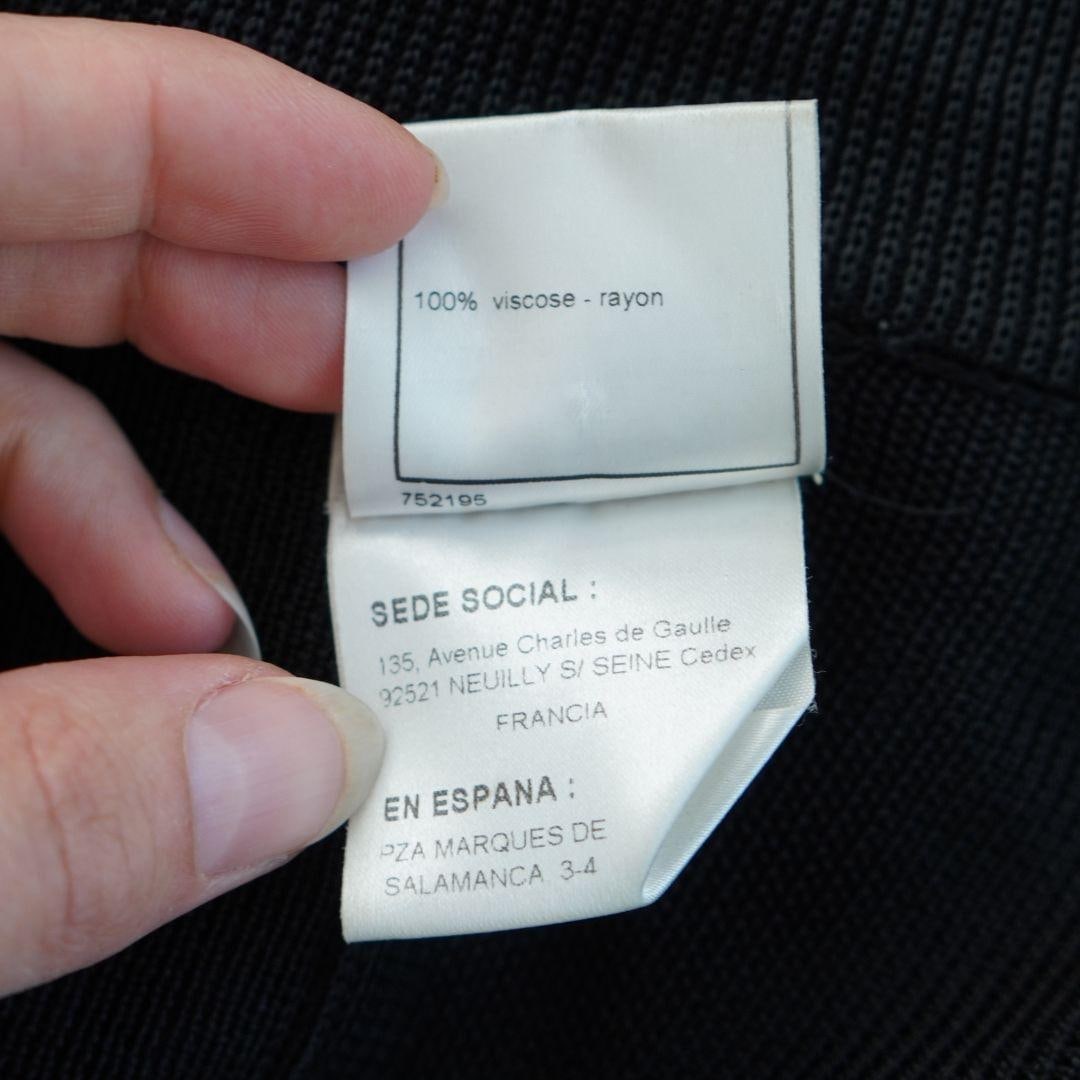 100% viscose - rayon
752195
SEDE SOCIAL :
135, Avenue Charles de Gaulle
92521 NEUILLY S/ SEINE Cedex
FRANCIA
EN ESPANA :
PZA MARQUES DE
SALAMANCA 3-4